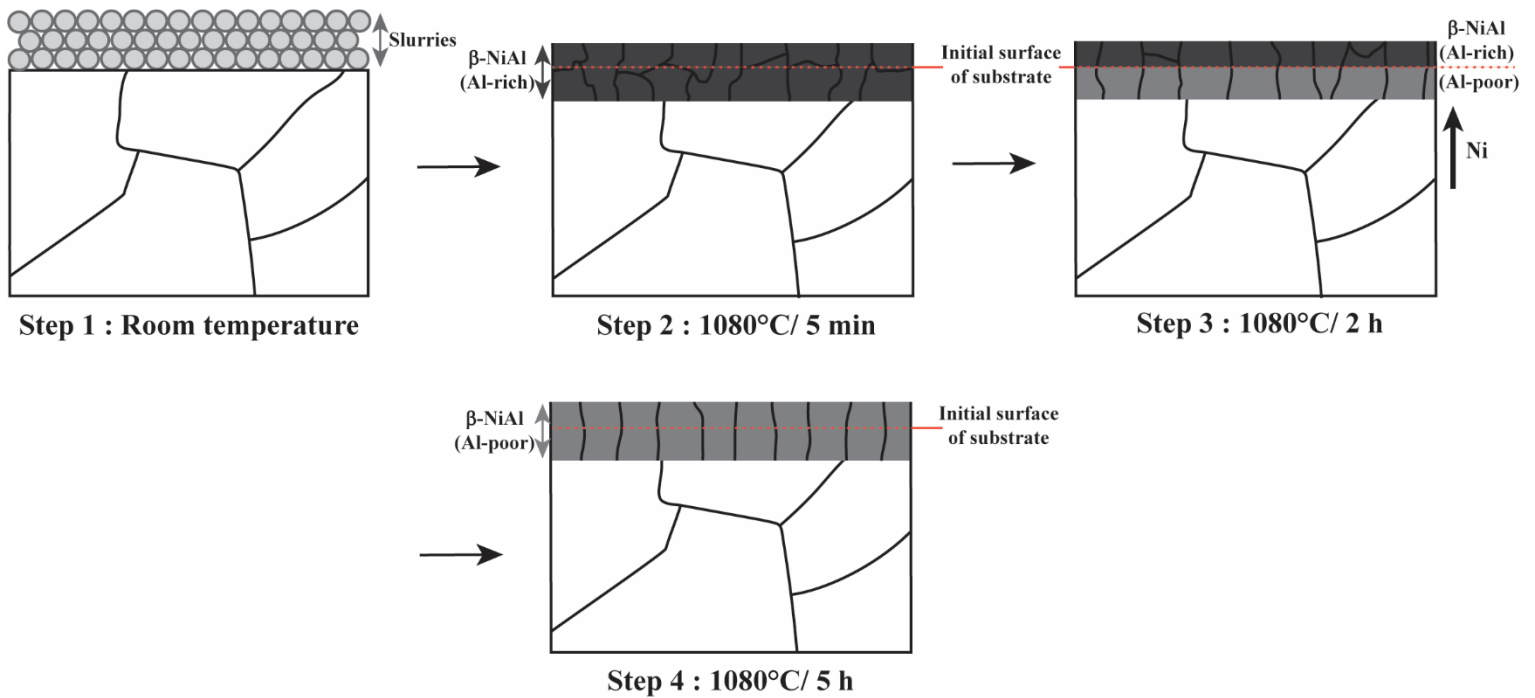 Slurries
Step 1 : Room temperature
β-NiAl
(Al-rich)
Initial surface
of substrate
Step 2 : 1080°C/ 5 min
β-NiAl
(Al-rich)
(Al-poor)
Ni
Step 3 : 1080°C/ 2 h
β-NiAl
(Al-poor)
Initial surface
of substrate
Step 4 : 1080°C/ 5 h